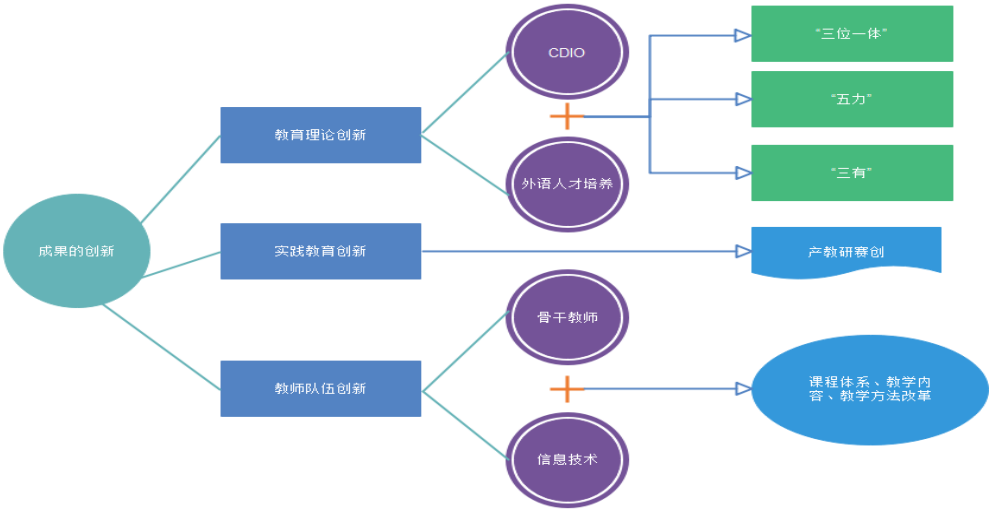 成果的创新
教育理论创新
CDIO
外语人才培养
“三位一体”
“五力”
“三有”
实践教育创新
产教研赛创
教师队伍创新
骨干教师
信息技术
课程体系、教学内
容、教学方法改革